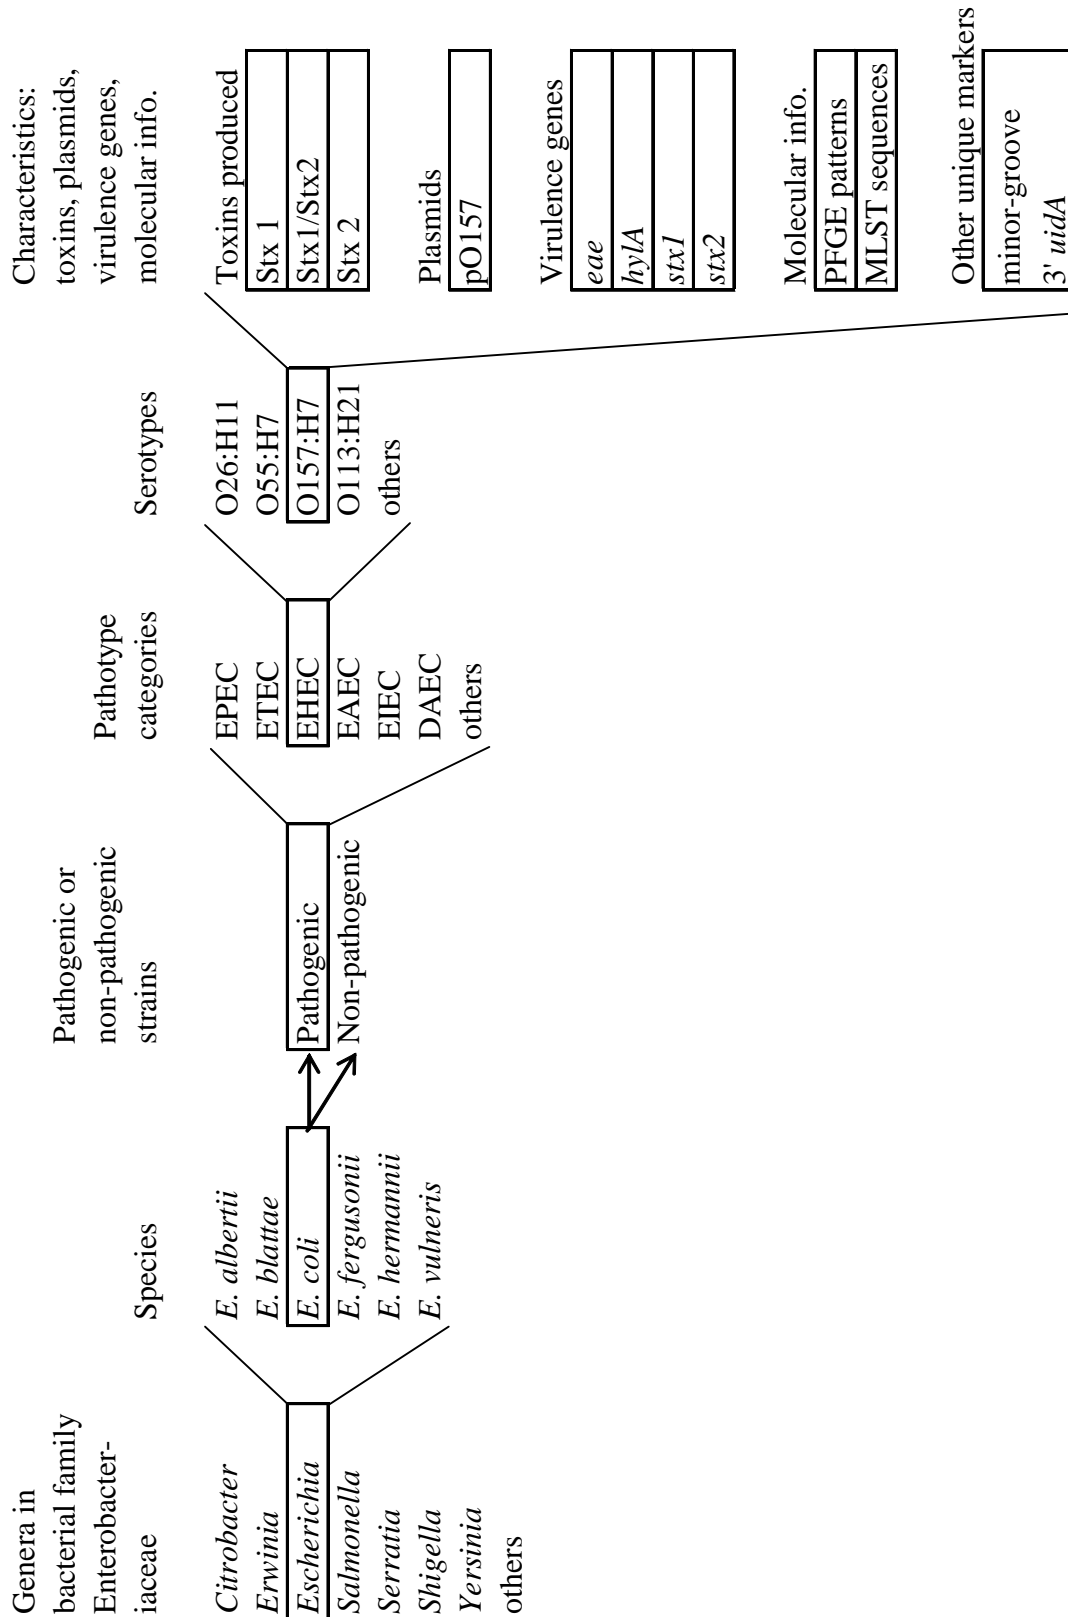 Genera in
bacterial family
Enterobacter-
iaceae
Citrobacter
Erwinia
Escherichia
Salmonella
Serratia
Shigella
Yersinia
others
Species
E. albertii
E. blattae
E. coli
E. fergusonii
E. hermannii
E. vulneris
Pathogenic or
non-pathogenic
strains
Pathogenic
Non-pathogenic
Pathotype
categories
EPEC
ETEC
EHEC
EAEC
EIEC
DAEC
others
Serotypes
O26:H11
O55:H7
O157:H7
O113:H21
others
Characteristics:
toxins, plasmids,
virulence genes,
molecular info.
Toxins produced
Stx 1
Stx1/Stx2
Stx 2
Plasmids
pO157
Virulence genes
eae
hylA
stx1
stx2
Molecular info.
PFGE patterns
MLST sequences
Other unique markers
minor-groove
3' uidA